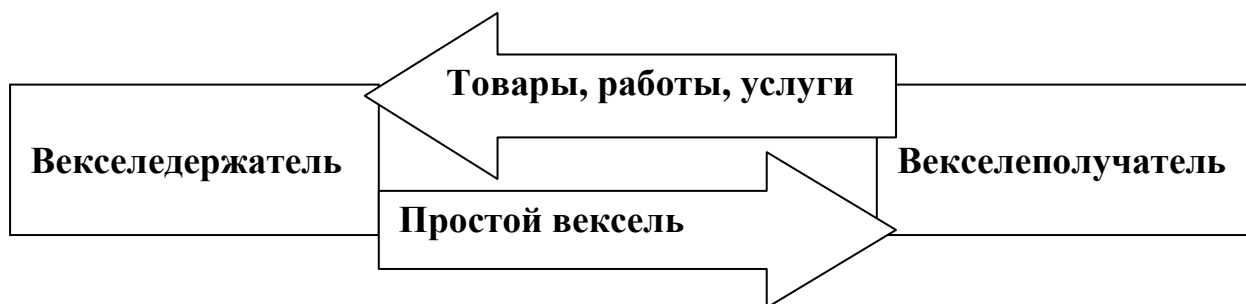 Товары, работы, услуги
Векселедержатель
Векселеполучатель
Простой вексель